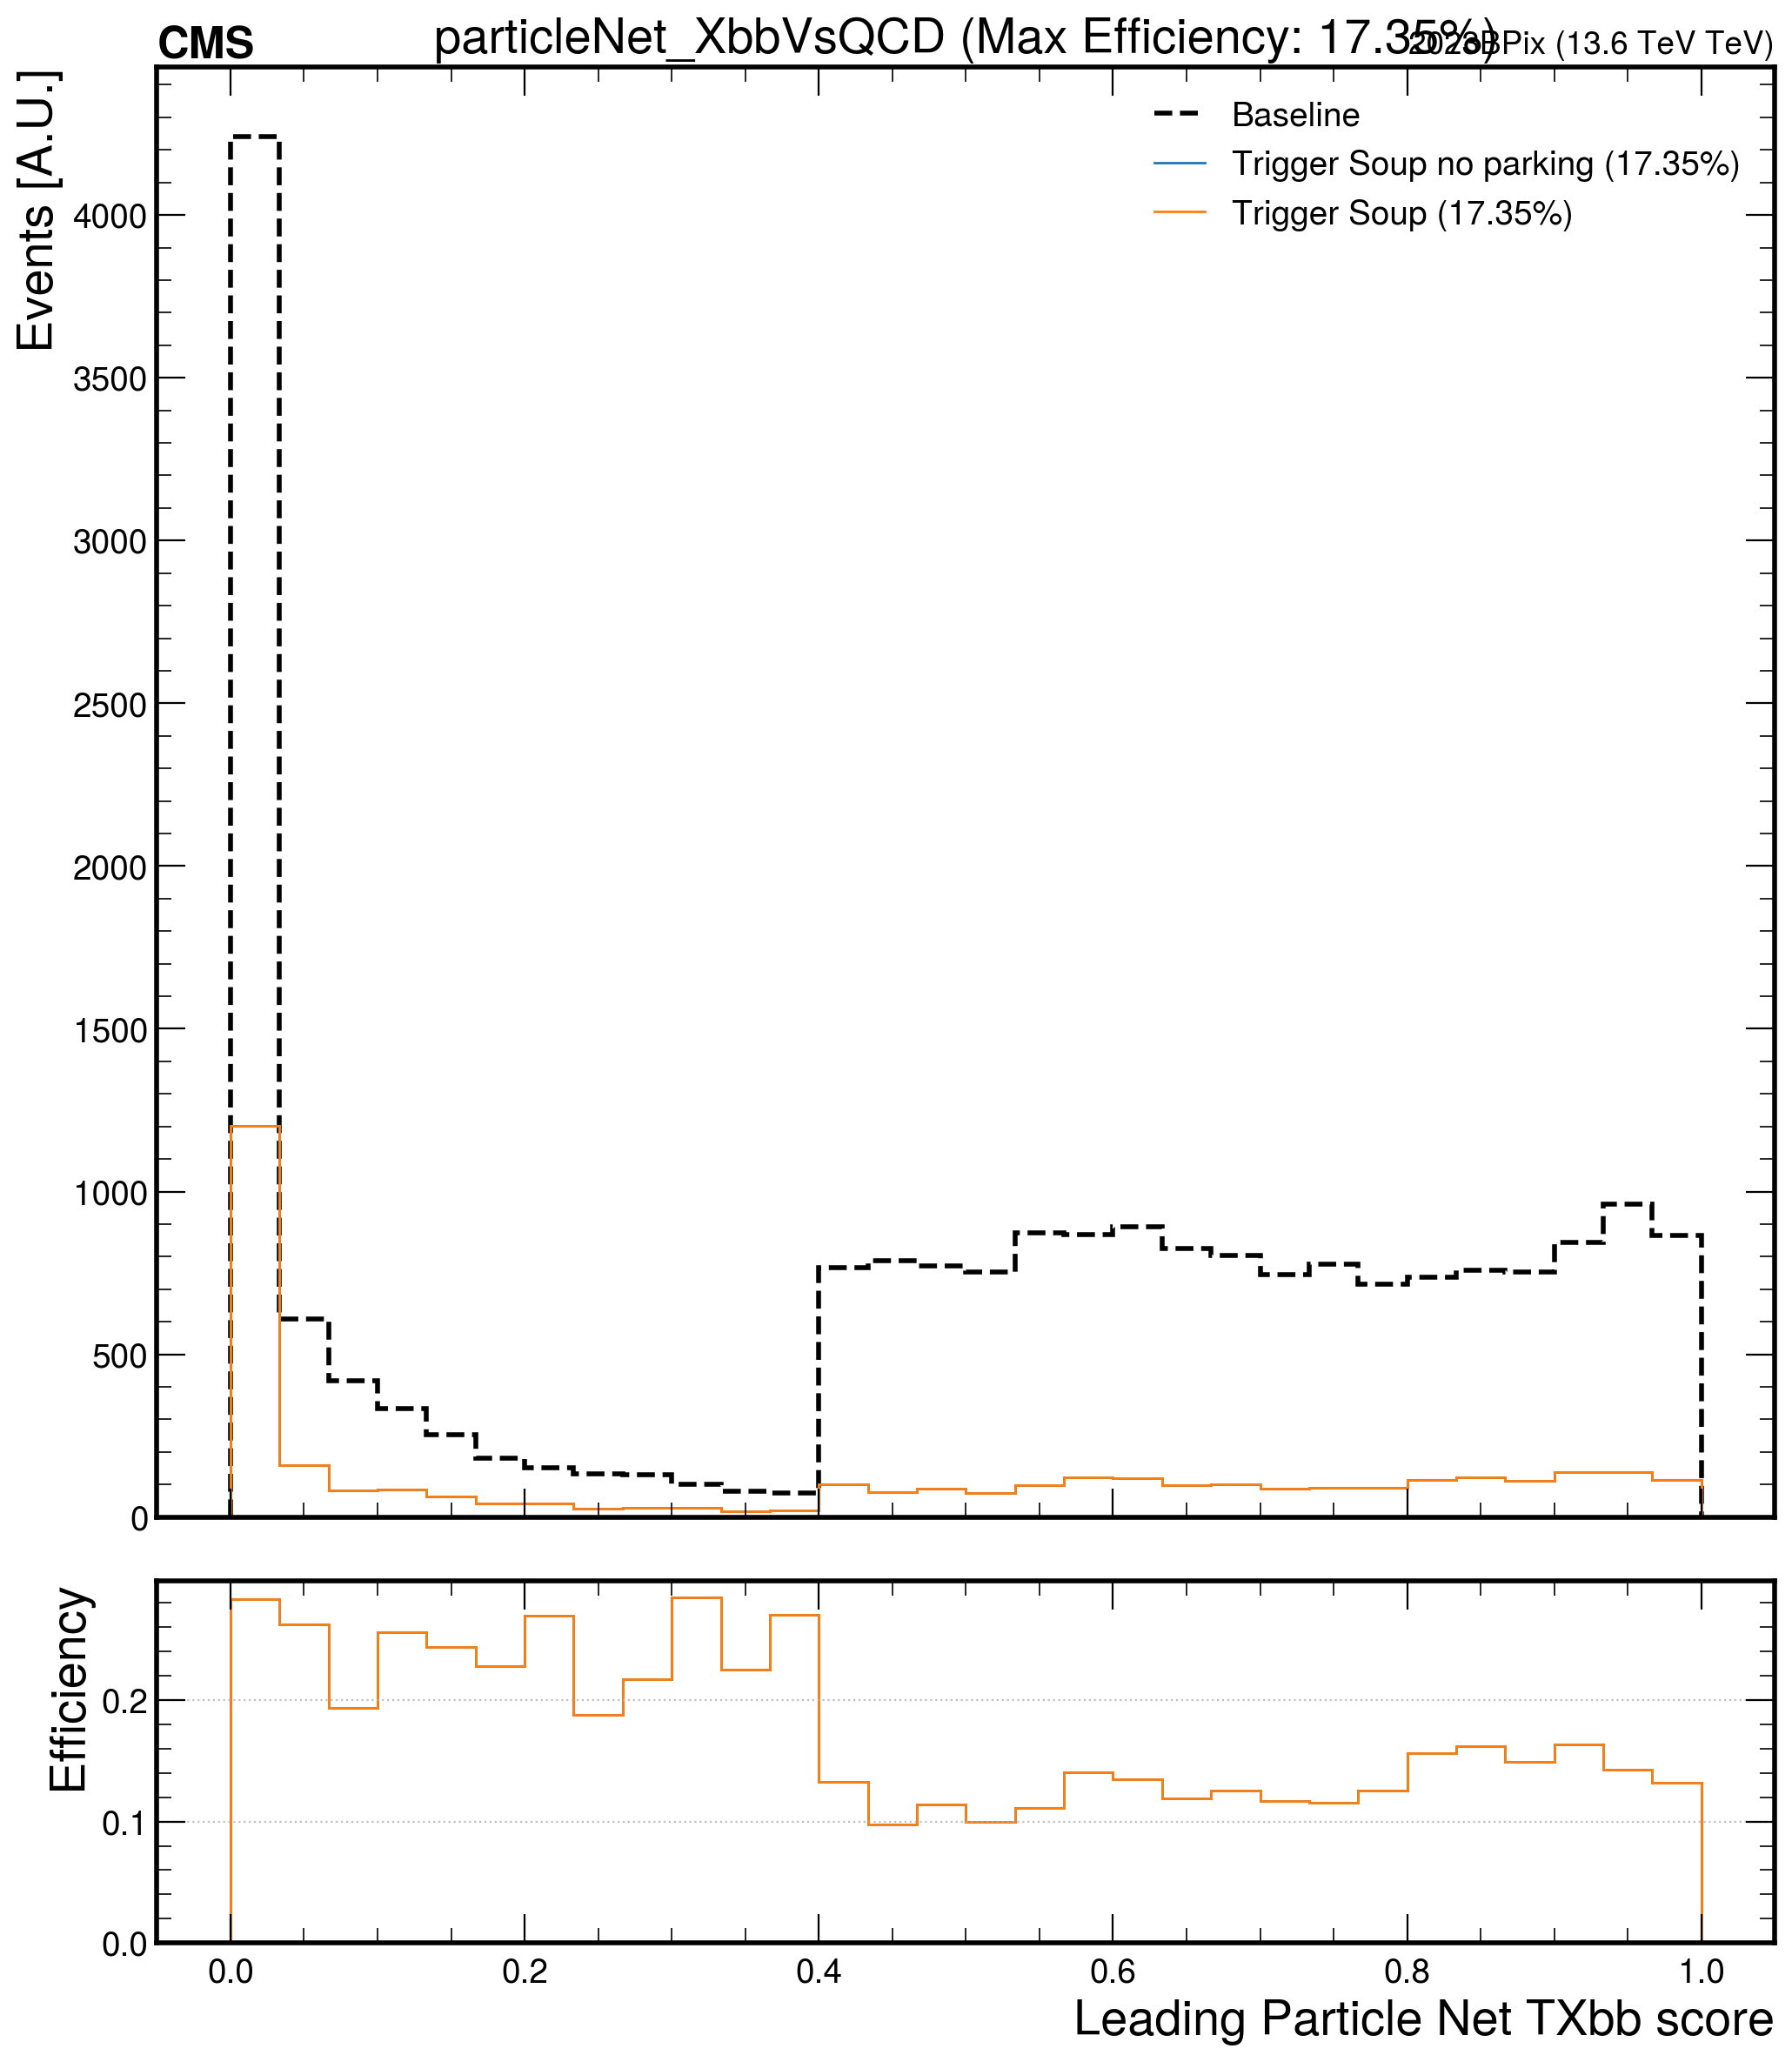 CMS
particleNet_XbbVsQCD (Max Efficiency: 17.35%)
2023BPix (13.6 TeV TeV)
Events [A.U.]
Baseline
Trigger Soup no parking (17.35%)
Trigger Soup (17.35%)
4000
3500
3000
2500
2000
1500
1000
500
0
Efficiency
0.2
0.1
0.0
0.0 0.2 0.4 0.6 0.8 1.0
Leading Particle Net TXbb score